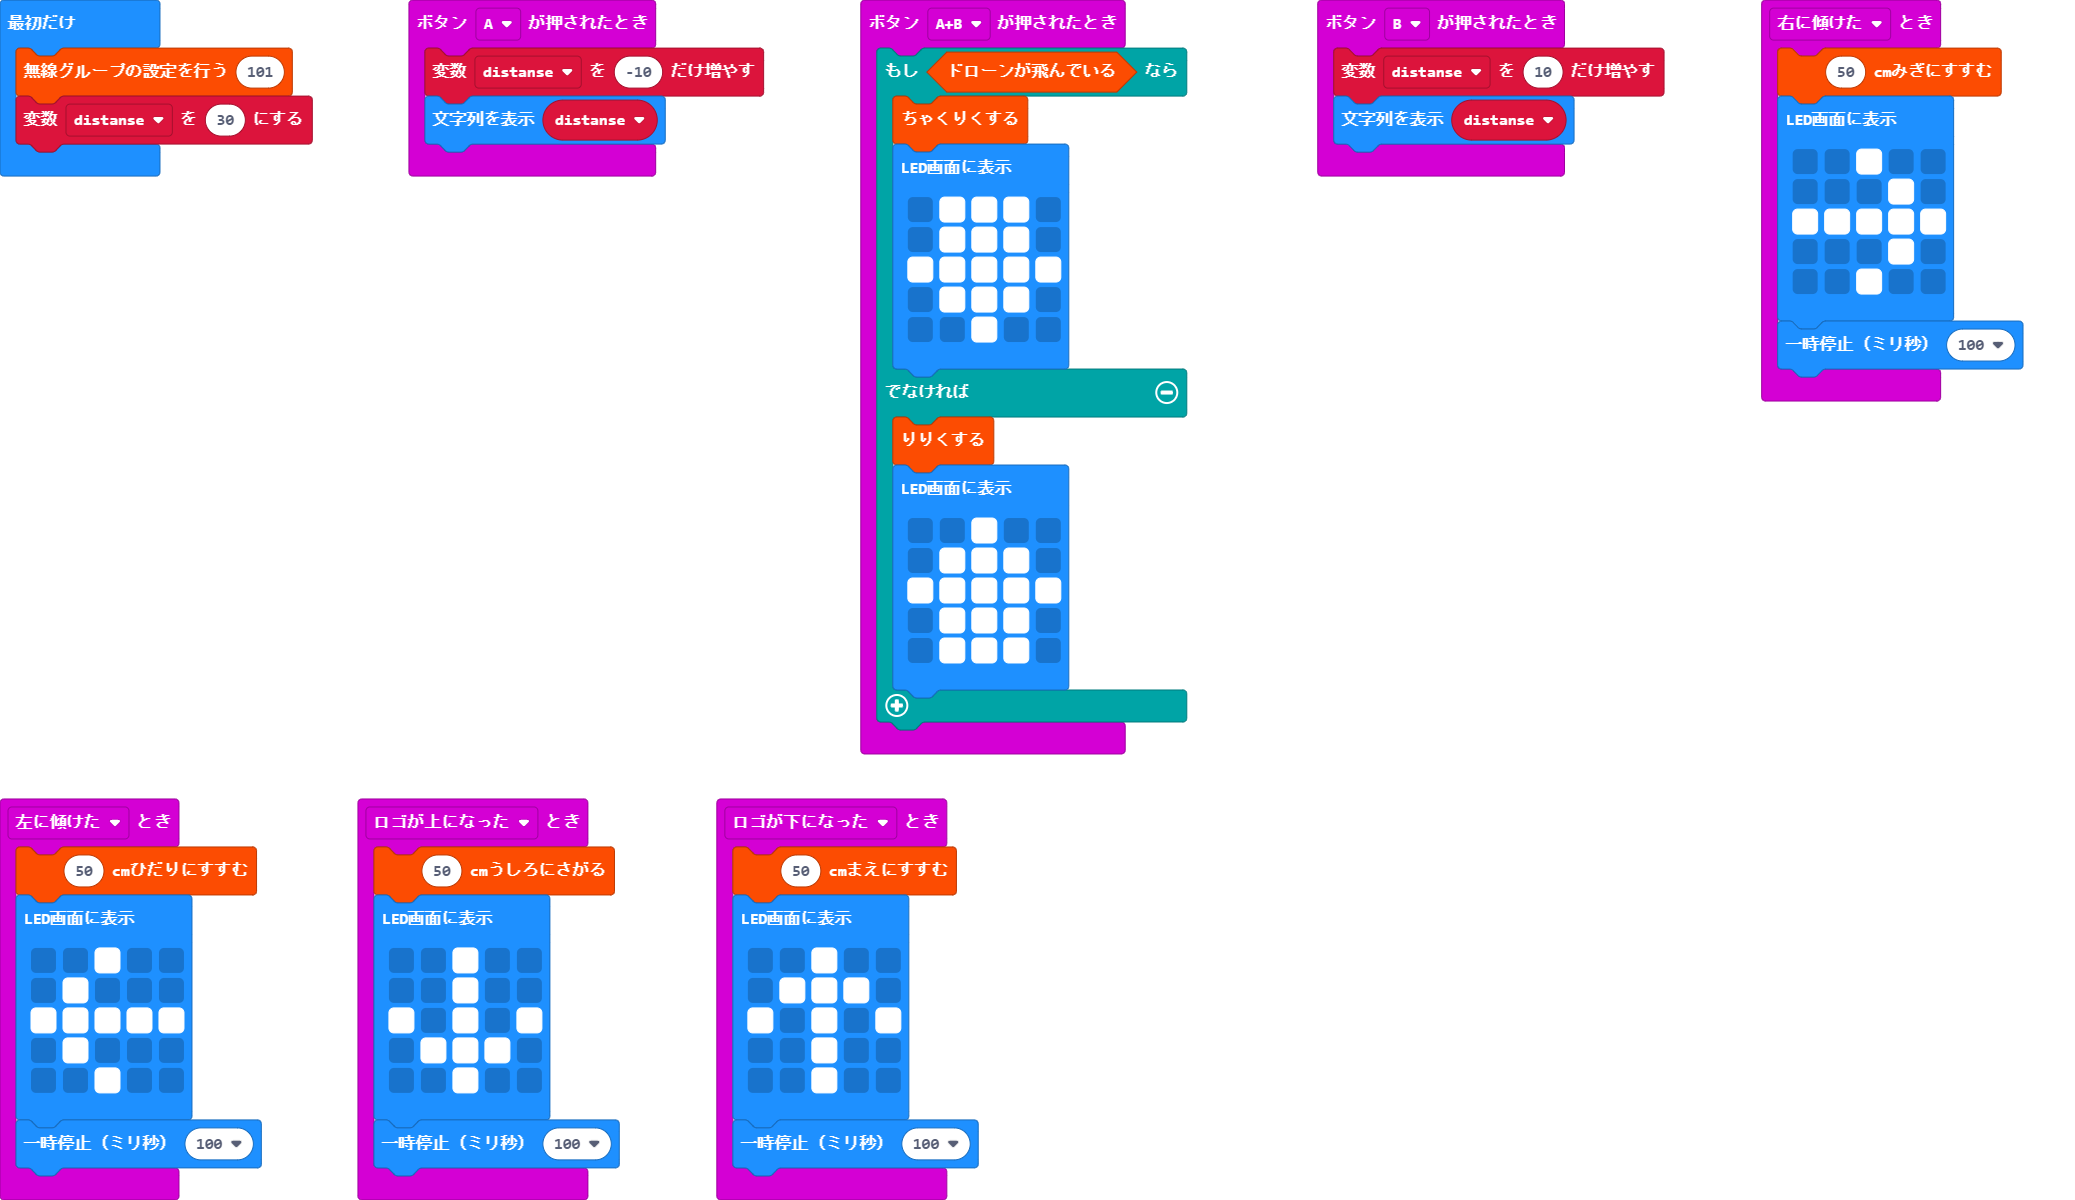 最初だけ
無線グループの設定を行う 101
変数 distanse を 30 にする
ボタン A が押されたとき
変数 distanse を -10 だけ増やす
文字列を表示 distanse
ボタン A+B が押されたとき
もし ドローンが飛んでいる なら
ちゃくりくする
LED画面に表示
でなければ
りりくする
LED画面に表示
ボタン B が押されたとき
変数 distanse を 10 だけ増やす
文字列を表示 distanse
右に傾けた とき
50 cmみぎにすすむ
LED画面に表示
一時停止（ミリ秒） 100
左に傾けた とき
50 cmひだりにすすむ
LED画面に表示
一時停止（ミリ秒） 100
ロゴが上になった とき
50 cmうしろにさがる
LED画面に表示
一時停止（ミリ秒） 100
ロゴが下になった とき
50 cmまえにすすむ
LED画面に表示
一時停止（ミリ秒） 100